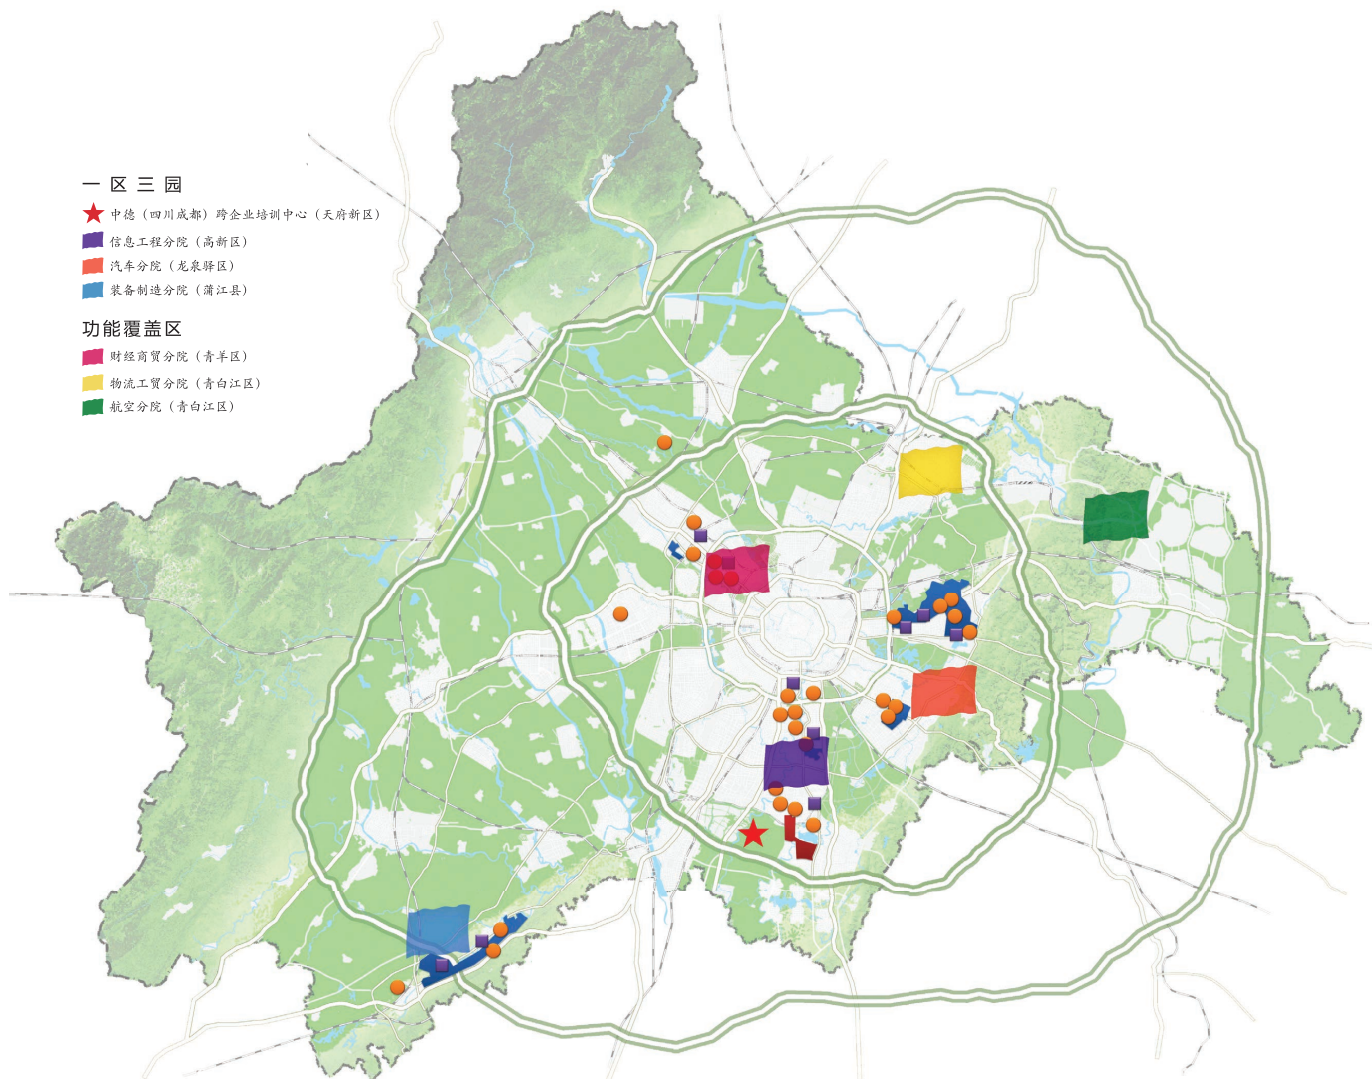 一区三园
中德（四川成都）跨企业培训中心（天府新区）
信息工程分院（高新区）
汽车分院（龙泉驿区）
装备制造分院（蒲江县）
功能覆盖区
财经商贸分院（青羊区）
物流工贸分院（青白江区）
航空分院（青白江区）